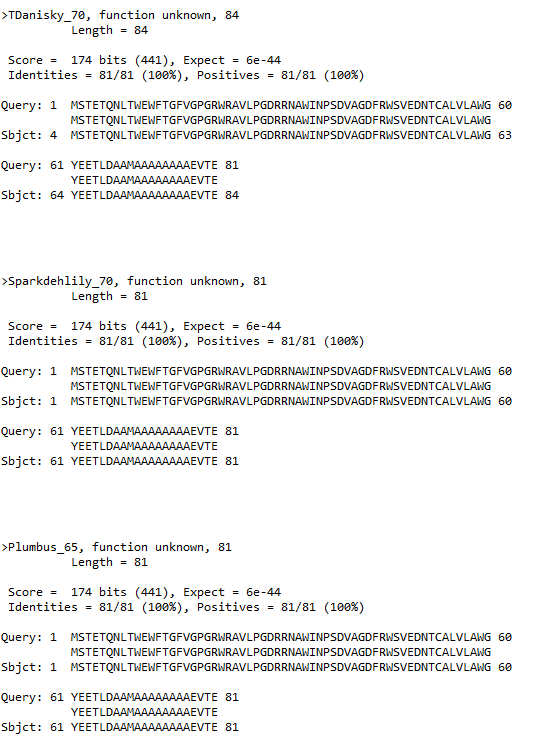 >TDanisky_70, function unknown, 84
Length = 84
Score = 174 bits (441), Expect = 6e-44
Identities = 81/81 (100%), Positives = 81/81 (100%)
Query: 1 MSTETQNLTWEWFTGFVGPGRWRAVLPGDRRNAWINPSDVAGDFRWSVEDNTCALVLAWG 60
MSTETQNLTWEWFTGFVGPGRWRAVLPGDRRNAWINPSDVAGDFRWSVEDNTCALVLAWG
Sbjct: 4 MSTETQNLTWEWFTGFVGPGRWRAVLPGDRRNAWINPSDVAGDFRWSVEDNTCALVLAWG 63
Query: 61 YEETLDAAMAAAAAAAAEVTE 81
YEETLDAAMAAAAAAAAEVTE
Sbjct: 64 YEETLDAAMAAAAAAAAEVTE 84
>Sparkdehlily_70, function unknown, 81
Length = 81
Score = 174 bits (441), Expect = 6e-44
Identities = 81/81 (100%), Positives = 81/81 (100%)
Query: 1 MSTETQNLTWEWFTGFVGPGRWRAVLPGDRRNAWINPSDVAGDFRWSVEDNTCALVLAWG 60
MSTETQNLTWEWFTGFVGPGRWRAVLPGDRRNAWINPSDVAGDFRWSVEDNTCALVLAWG
Sbjct: 1 MSTETQNLTWEWFTGFVGPGRWRAVLPGDRRNAWINPSDVAGDFRWSVEDNTCALVLAWG 60
Query: 61 YEETLDAAMAAAAAAAAEVTE 81
YEETLDAAMAAAAAAAAEVTE
Sbjct: 61 YEETLDAAMAAAAAAAAEVTE 81
>Plumbus_65, function unknown, 81
Length = 81
Score = 174 bits (441), Expect = 6e-44
Identities = 81/81 (100%), Positives = 81/81 (100%)
Query: 1 MSTETQNLTWEWFTGFVGPGRWRAVLPGDRRNAWINPSDVAGDFRWSVEDNTCALVLAWG 60
MSTETQNLTWEWFTGFVGPGRWRAVLPGDRRNAWINPSDVAGDFRWSVEDNTCALVLAWG
Sbjct: 1 MSTETQNLTWEWFTGFVGPGRWRAVLPGDRRNAWINPSDVAGDFRWSVEDNTCALVLAWG 60
Query: 61 YEETLDAAMAAAAAAAAEVTE 81
YEETLDAAMAAAAAAAAEVTE
Sbjct: 61 YEETLDAAMAAAAAAAAEVTE 81